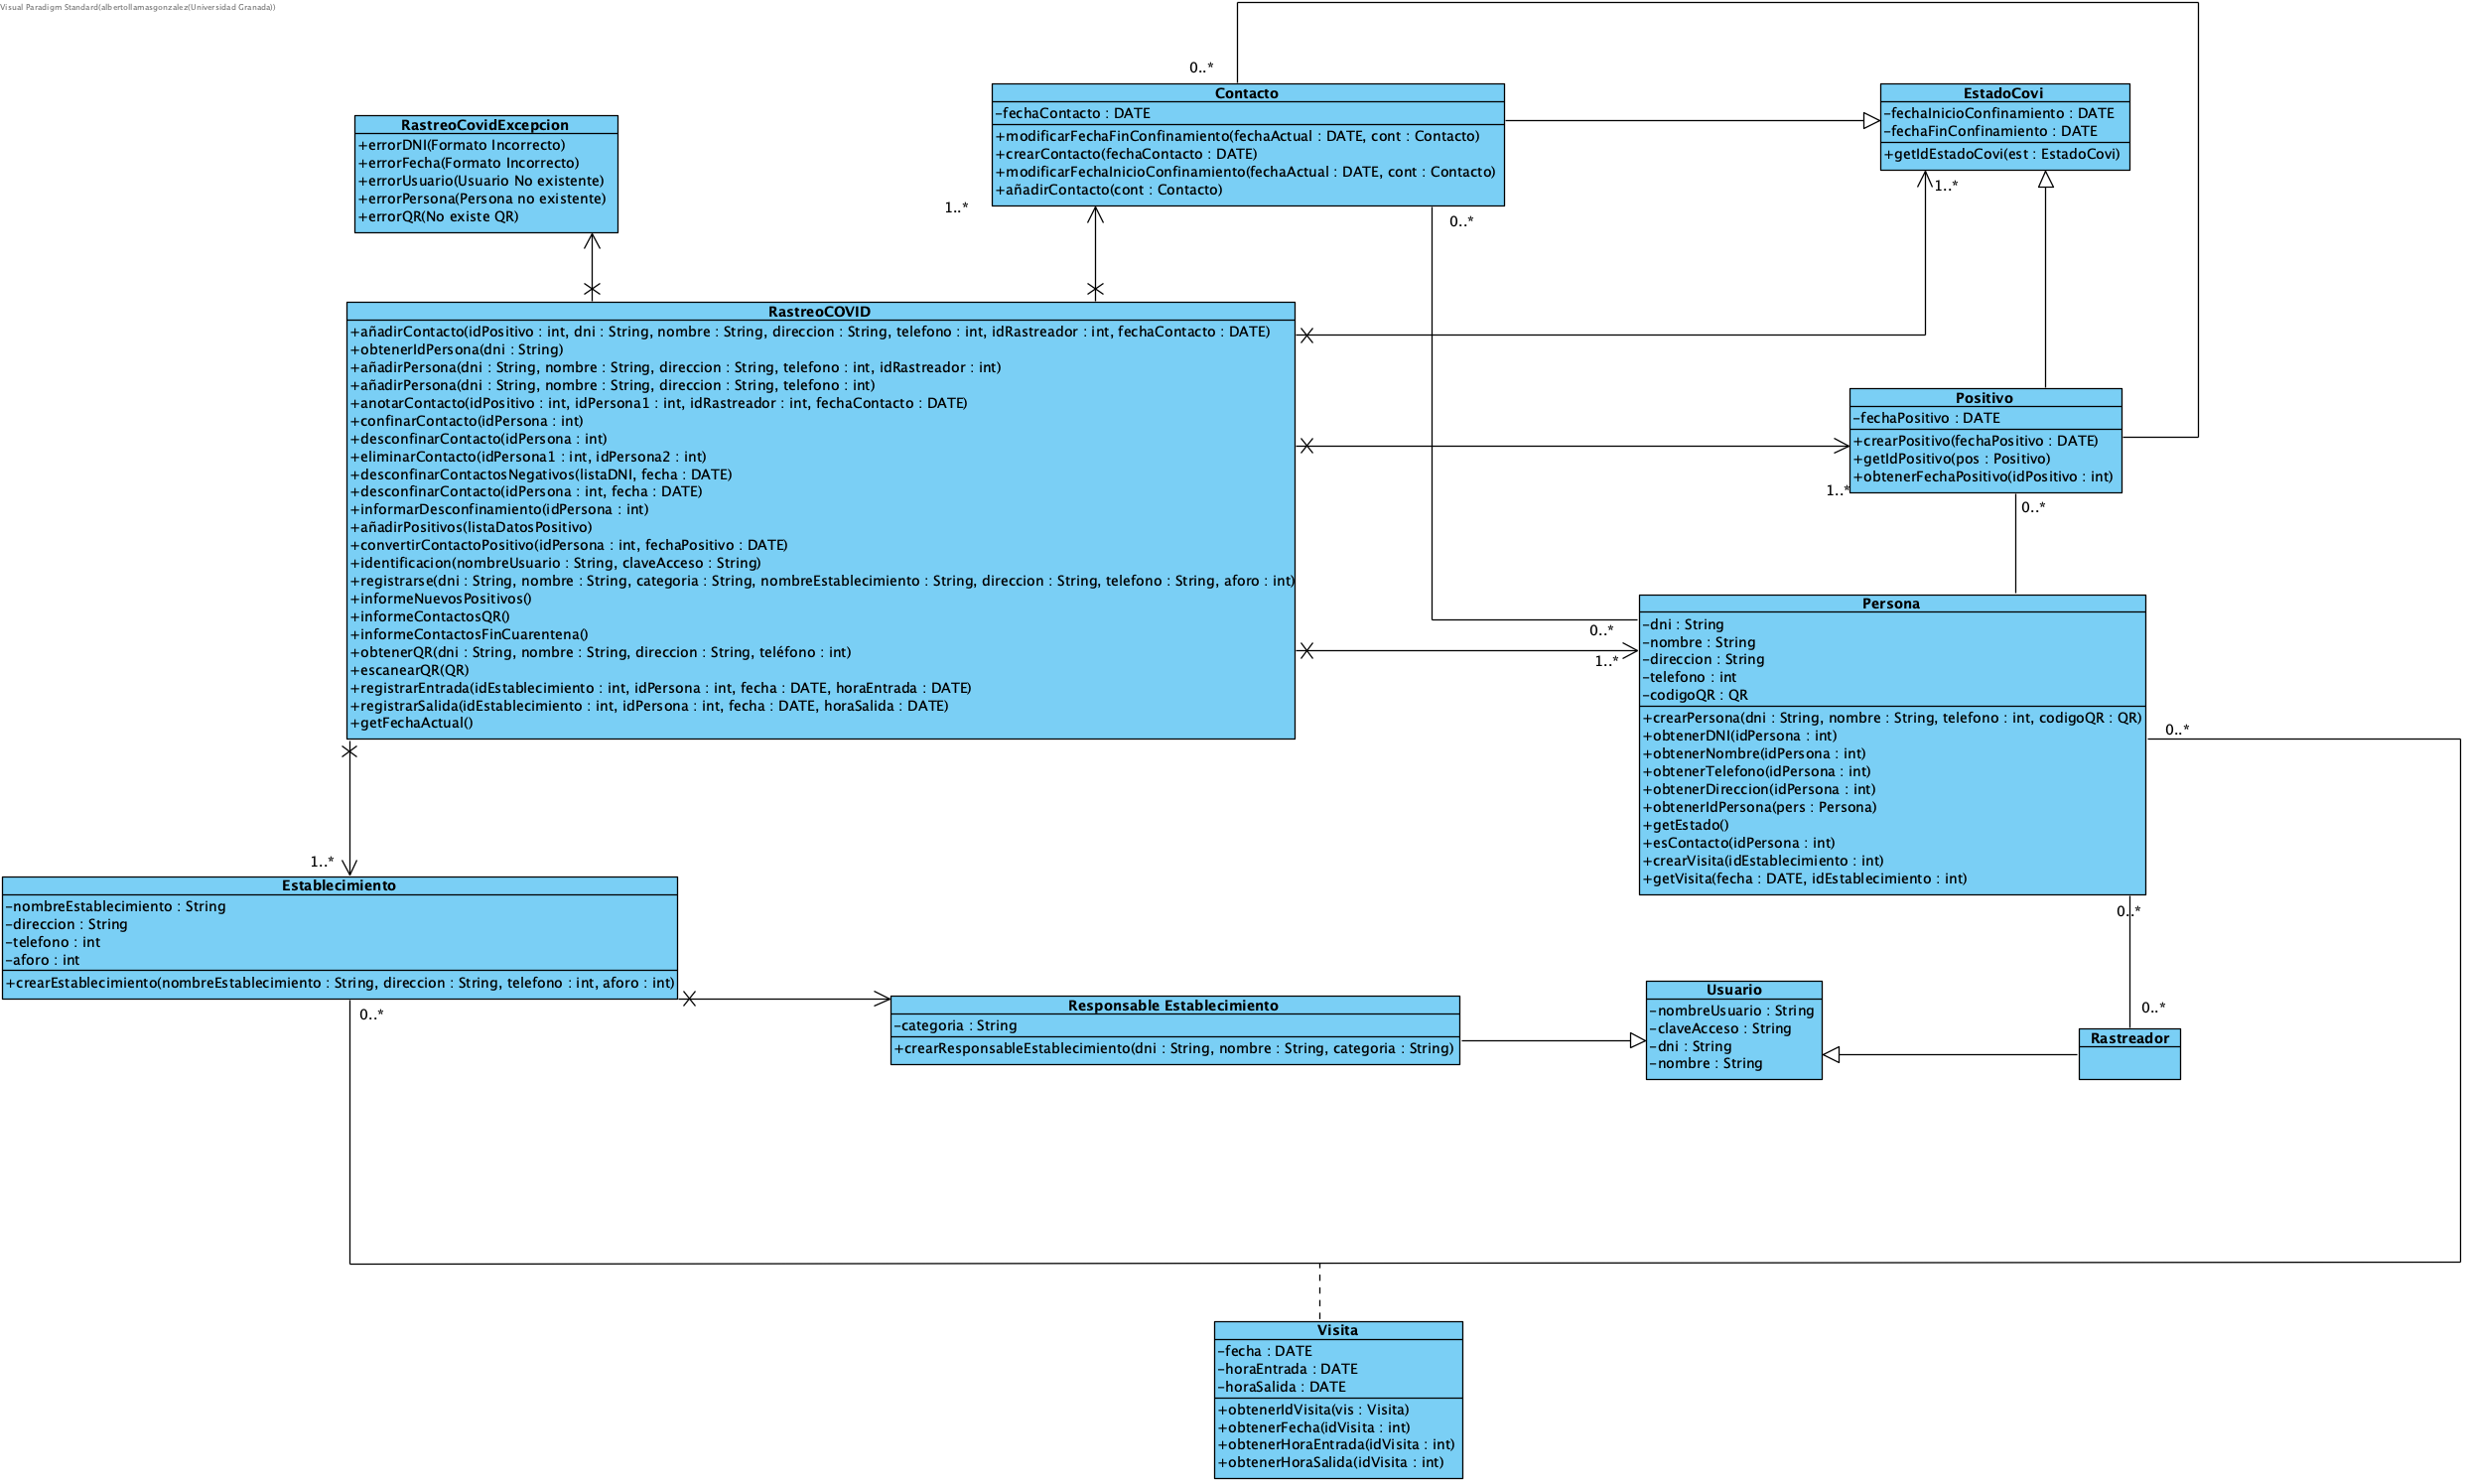 Visual Paradigm Standard(albertollamasgonzalez(Universidad Granada))
0..*
Contacto
-fechaContacto : DATE
+modificarFechaFinConfinamiento(fechaActual : DATE, cont : Contacto)
+crearContacto(fechaContacto : DATE)
+modificarFechaInicioConfinamiento(fechaActual : DATE, cont : Contacto)
+añadirContacto(cont : Contacto)
EstadoCovi
-fechaInicioConfinamiento : DATE
-fechaFinConfinamiento : DATE
+getIdEstadoCovi(est : EstadoCovi)
1..*
RastreoCovidExcepcion
+errorDNI(Formato Incorrecto)
+errorFecha(Formato Incorrecto)
+errorUsuario(Usuario No existente)
+errorPersona(Persona no existente)
+errorQR(No existe QR)
1..*
0..*
RastreoCOVID
+añadirContacto(idPositivo : int, dni : String, nombre : String, direccion : String, telefono : int, idRastreador : int, fechaContacto : DATE)
+obtenerIdPersona(dni : String)
+añadirPersona(dni : String, nombre : String, direccion : String, telefono : int, idRastreador : int)
+añadirPersona(dni : String, nombre : String, direccion : String, telefono : int)
+anotarContacto(idPositivo : int, idPersona1 : int, idRastreador : int, fechaContacto : DATE)
+confinarContacto(idPersona : int)
+desconfinarContacto(idPersona : int)
+eliminarContacto(idPersona1 : int, idPersona2 : int)
+desconfinarContactosNegativos(listaDNI, fecha : DATE)
+desconfinarContacto(idPersona : int, fecha : DATE)
+informarDesconfinamiento(idPersona : int)
+añadirPositivos(listaDatosPositivo)
+convertirContactoPositivo(idPersona : int, fechaPositivo : DATE)
+identificacion(nombreUsuario : String, claveAcceso : String)
+registrarse(dni : String, nombre : String, categoria : String, nombreEstablecimiento : String, direccion : String, telefono : String, aforo : int)
+informeNuevosPositivos()
+informeContactosQR()
+informeContactosFinCuarentena()
+obtenerQR(dni : String, nombre : String, direccion : String, teléfono : int)
+escanearQR(QR)
+registrarEntrada(idEstablecimiento : int, idPersona : int, fecha : DATE, horaEntrada : DATE)
+registrarSalida(idEstablecimiento : int, idPersona : int, fecha : DATE, horaSalida : DATE)
+getFechaActual()
Positivo
-fechaPositivo : DATE
+crearPositivo(fechaPositivo : DATE)
+getIdPositivo(pos : Positivo)
+obtenerFechaPositivo(idPositivo : int)
1..*
0..*
Persona
-dni : String
-nombre : String
-direccion : String
-telefono : int
-codigoQR : QR
+crearPersona(dni : String, nombre : String, telefono : int, codigoQR : QR)
+obtenerDNI(idPersona : int)
+obtenerNombre(idPersona : int)
+obtenerTelefono(idPersona : int)
+obtenerDireccion(idPersona : int)
+obtenerIdPersona(pers : Persona)
+getEstado()
+esContacto(idPersona : int)
+crearVisita(idEstablecimiento : int)
+getVisita(fecha : DATE, idEstablecimiento : int)
0..*
1..*
0..*
0..*
1..*
Establecimiento
-nombreEstablecimiento : String
-direccion : String
-telefono : int
-aforo : int
+crearEstablecimiento(nombreEstablecimiento : String, direccion : String, telefono : int, aforo : int)
0..*
Responsable Establecimiento
-categoria : String
+crearResponsableEstablecimiento(dni : String, nombre : String, categoria : String)
Usuario
-nombreUsuario : String
-claveAcceso : String
-dni : String
-nombre : String
0..*
Rastreador
Visita
-fecha : DATE
-horaEntrada : DATE
-horaSalida : DATE
+obtenerIdVisita(vis : Visita)
+obtenerFecha(idVisita : int)
+obtenerHoraEntrada(idVisita : int)
+obtenerHoraSalida(idVisita : int)